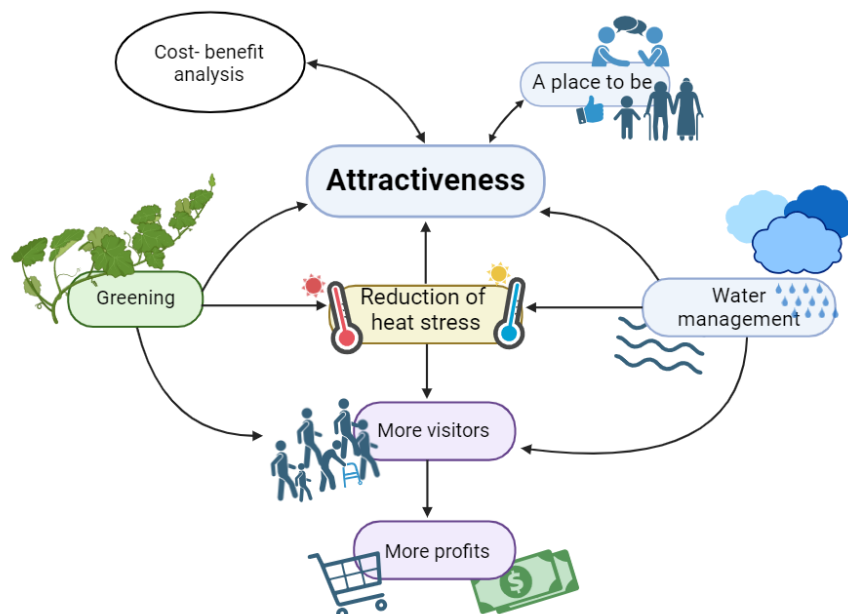 Cost- benefit
analysis
A place to be
Attractiveness
Greening
Reduction of
heat stress
Water
management
More visitors
More profits
$